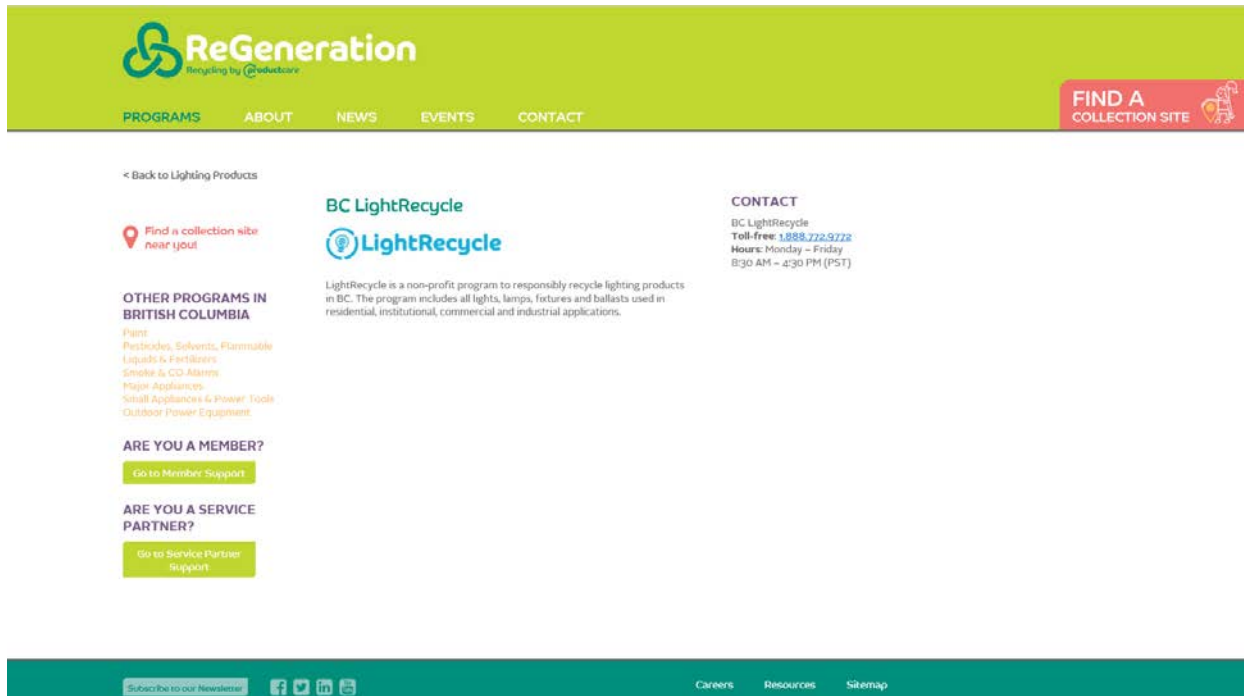 ReGeneration
Recycling by productcare
PROGRAMS ABOUT NEWS EVENTS CONTACT
FIND A
COLLECTION SITE
< Back to Lighting Products
Find a collection site
near you!
OTHER PROGRAMS IN
BRITISH COLUMBIA
Paint
Pesticides, Solvents, Flammable
Liquids & Fertilizers
Smoke & CO Alarms
Major Appliances
Small Appliances & Power Tools
Outdoor Power Equipment
ARE YOU A MEMBER?
Go to Member Support
ARE YOU A SERVICE
PARTNER?
Go to Service Partner
Support
BC LightRecycle
LightRecycle
LightRecycle is a non-profit program to responsibly recycle lighting products
in BC. The program includes all lights, lamps, fixtures and ballasts used in
residential, institutional, commercial and industrial applications.
CONTACT
BC LightRecycle
Toll-free: 1.888.772.9772
Hours: Monday – Friday
8:30 AM – 4:30 PM (PST)
Subscribe to our Newsletter
Careers Resources Sitemap